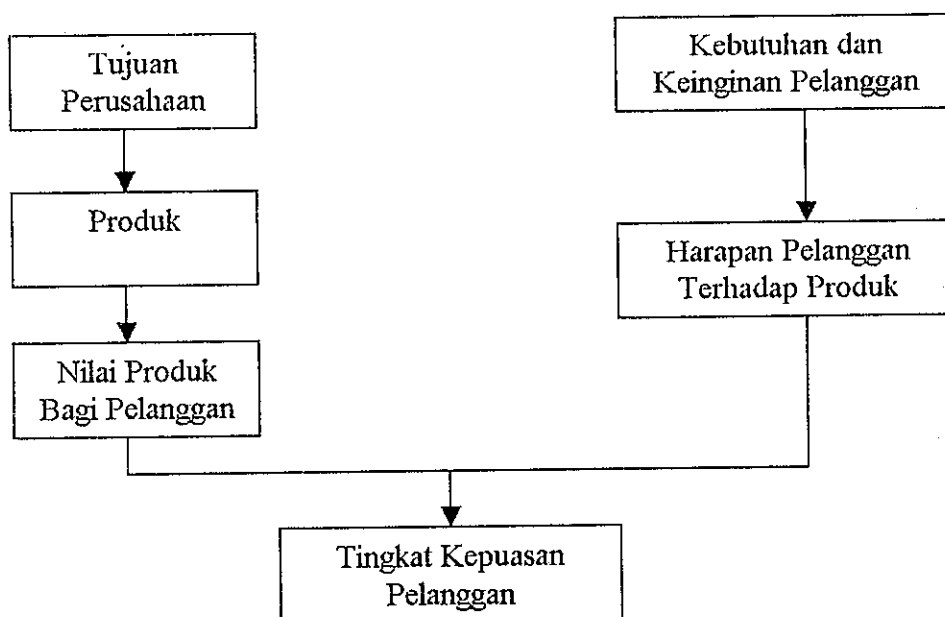 Tujuan
Perusahaan
Produk
Nilai Produk
Bagi Pelanggan
Kebutuhan dan
Keinginan Pelanggan
Harapan Pelanggan
Terhadap Produk
Tingkat Kepuasan
Pelanggan